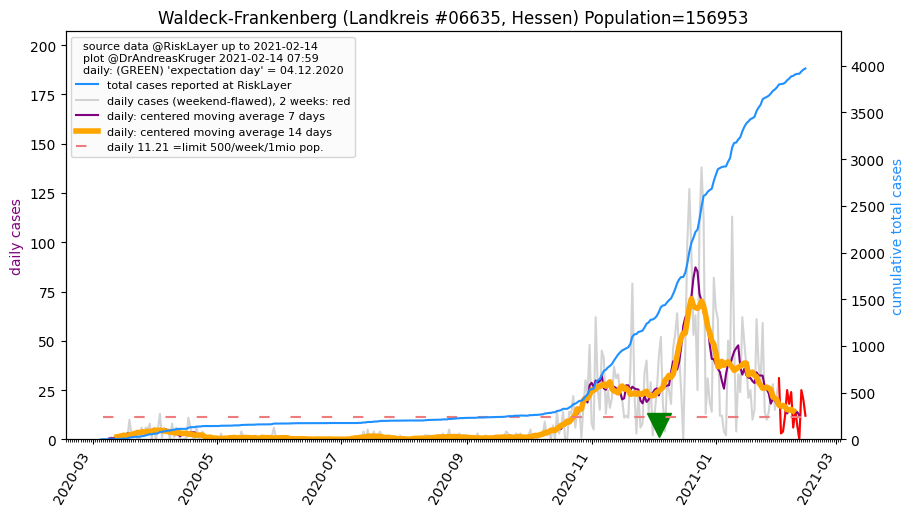 Waldeck-Frankenberg (Landkreis #06635, Hessen) Population=156953
source data @RiskLayer up to 2021-02-14
plot @DrAndreasKruger 2021-02-14 07:59
daily: (GREEN) 'expectation day' = 04.12.2020
total cases reported at RiskLayer
daily cases (weekend-flawed), 2 weeks: red
daily: centered moving average 7 days
daily: centered moving average 14 days
daily 11.21 =limit 500/week/1mio pop.
daily cases
200
175
150
125
100
75
50
25
0
cumulative total cases
4000
3500
3000
2500
2000
1500
1000
500
0
2020-03
2020-05
2020-07
2020-09
2020-11
2021-01
2021-03